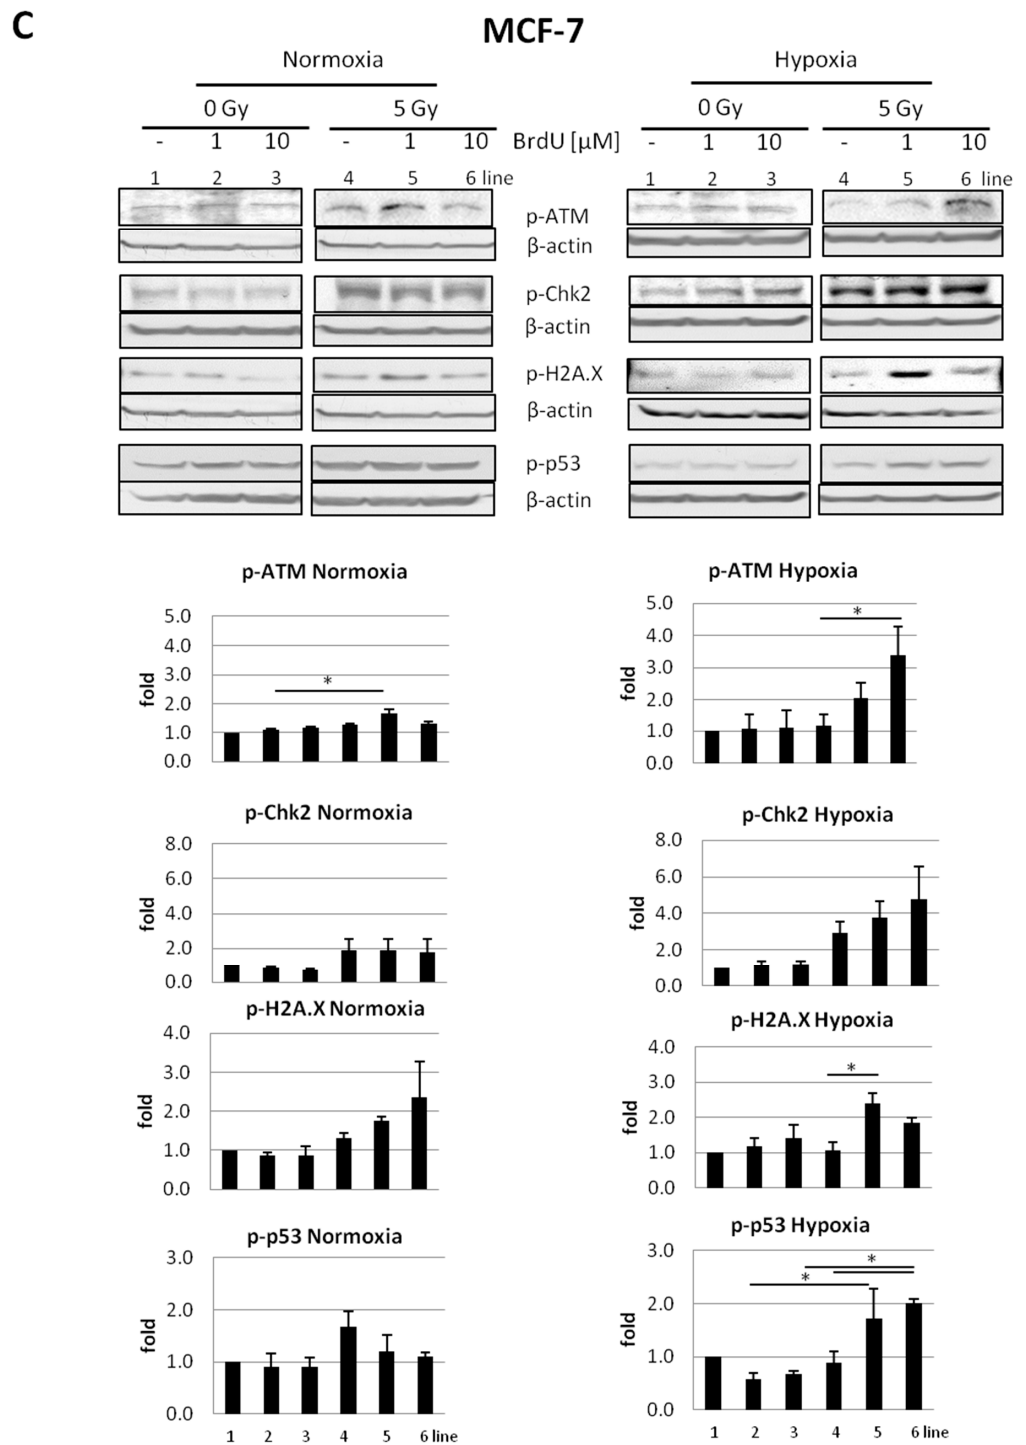 C
MCF-7
Normoxia Hypoxia
0 Gy 5 Gy 0 Gy 5 Gy
- 1 10 - 1 10 BrdU [µM] - 1 10 - 1 10
1 2 3 4 5 6 line 1 2 3 4 5 6 line
p-ATM
β-actin
p-Chk2
β-actin
p-H2A.X
β-actin
p-p53
β-actin
p-ATM Normoxia
5.0
4.0
3.0
2.0
1.0
0.0
fold
*
p-ATM Hypoxia
5.0
4.0
3.0
2.0
1.0
0.0
fold
*
p-Chk2 Normoxia
8.0
6.0
4.0
2.0
0.0
fold
p-Chk2 Hypoxia
8.0
6.0
4.0
2.0
0.0
fold
p-H2A.X Normoxia
4.0
3.0
2.0
1.0
0.0
fold
p-H2A.X Hypoxia
4.0
3.0
2.0
1.0
0.0
fold
*
p-p53 Normoxia
3.0
2.0
1.0
0.0
fold
1 2 3 4 5 6 line
p-p53 Hypoxia
3.0
2.0
1.0
0.0
fold
*
*
1 2 3 4 5 6 line